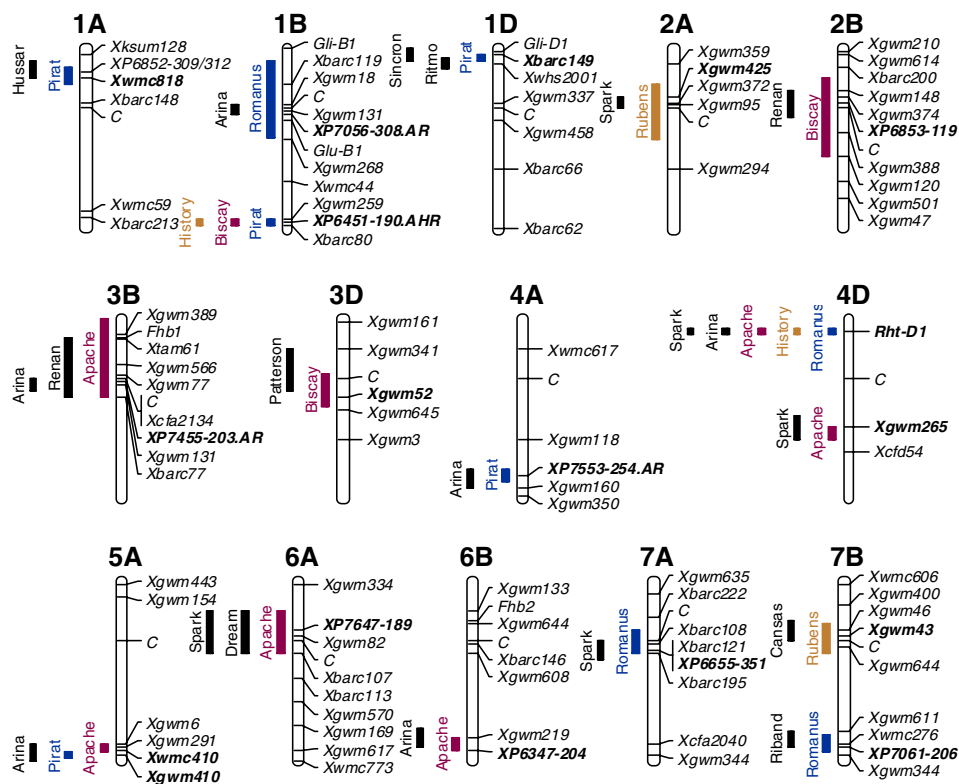 1A
Hussar
Pirat
Xksum128
XP6852-309/312
Xwmc818
Xbarc148
C
Xwmc59
Xbarc213
1B
Arina
Romanus
History
Biscay
Pirat
Gli-B1
Xbarc119
Xgwm18
C
Xgwm131
XP7056-308.AR
Glu-B1
Xgwm268
Xwmc44
Xgwm259
XP6451-190.AHR
Xbarc80
1D
Sincron
Ritmo
Pirat
Gli-D1
Xbarc149
Xwhs2001
Xgwm337
C
Xgwm458
Xbarc66
Xbarc62
2A
Spark
Rubens
Xgwm359
Xgwm425
Xgwm372
Xgwm95
C
Xgwm294
2B
Renan
Biscay
Xgwm210
Xgwm614
Xbarc200
Xgwm148
Xgwm374
XP6853-119
C
Xgwm388
Xgwm120
Xgwm501
Xgwm47
3B
Arina
Renan
Apache
Xgwm389
Fhb1
Xtam61
Xgwm566
Xgwm77
C
Xcfa2134
XP7455-203.AR
Xgwm131
Xbarc77
3D
Patterson
Biscay
Xgwm161
Xgwm341
C
Xgwm52
Xgwm645
Xgwm3
4A
Arina
Pirat
Xwmc617
C
Xgwm118
XP7553-254.AR
Xgwm160
Xgwm350
4D
Spark
Arina
Apache
History
Romanus
Spark
Apache
Rht-D1
C
Xgwm265
Xcfd54
5A
Arina
Pirat
Apache
Xgwm443
Xgwm154
C
Xgwm6
Xgwm291
Xwmc410
Xgwm410
6A
Spark
Dream
Apache
Xgwm334
XP7647-189
Xgwm82
C
Xbarc107
Xbarc113
Xgwm570
Xgwm169
Xgwm617
Xwmc773
6B
Arina
Apache
Xgwm133
Fhb2
Xgwm644
C
Xbarc146
Xgwm608
Xgwm219
XP6347-204
7A
Spark
Romanus
Xgwm635
Xbarc222
C
Xbarc108
Xbarc121
XP6655-351
Xbarc195
Xcfa2040
Xgwm344
7B
Cansas
Rubens
Riband
Romanus
Xwmc606
Xgwm400
Xgwm46
Xgwm43
C
Xgwm644
Xgwm611
Xwmc276
XP7061-206
Xgwm344